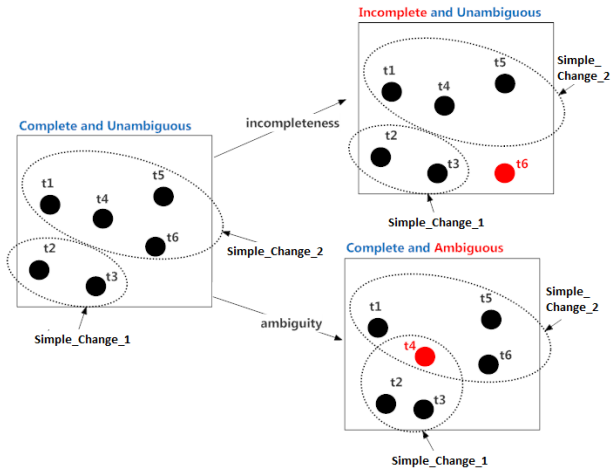 Complete and Unambiguous
t1
t4
t5
t6
t2
t3
Simple_Change_2
Simple_Change_1
incompleteness
ambiguity
Incomplete and Unambiguous
t1
t4
t5
t2
t3
t6
Simple_
Change_2
Simple_Change_1
Complete and Ambiguous
t1
t5
t4
t6
t2
t3
Simple_
Change_2
Simple_Change_1